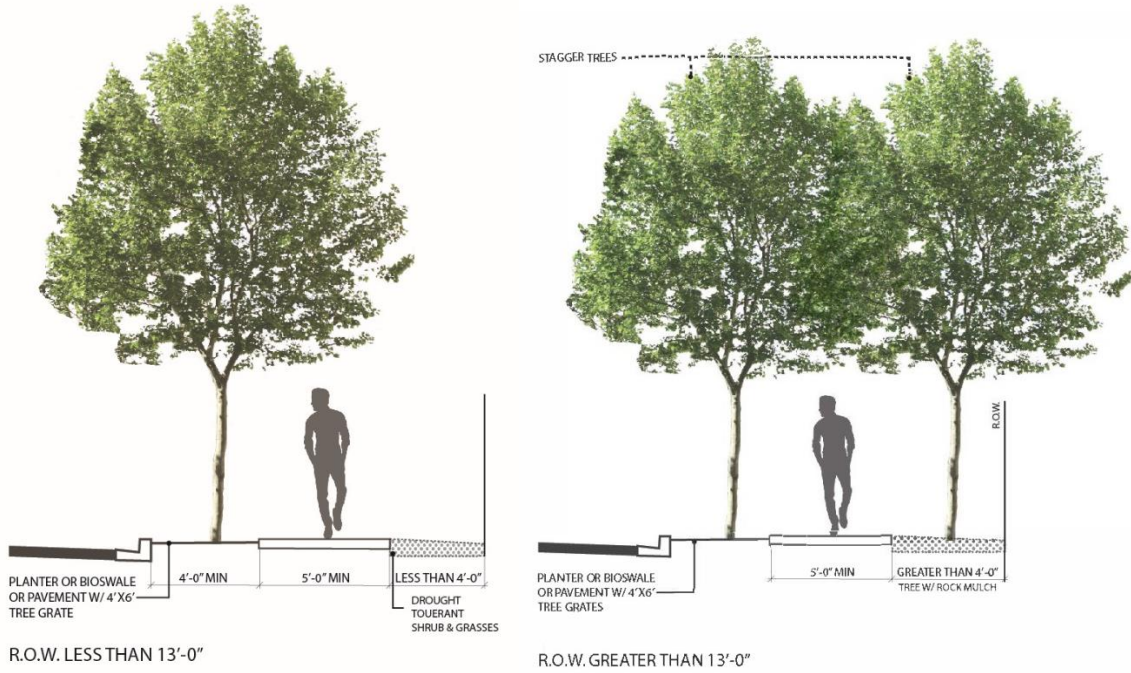 4'-0" MIN
5'-0" MIN
LESS THAN 4'-0"
PLANTER OR BIOSWALE
OR PAVEMENT W/ 4'X6'
TREE GRATE
DROUGHT
TOUERANT
SHRUB & GRASSES
R.O.W. LESS THAN 13'-0"
STAGGER TREES
R.O.W.
5'-0" MIN
GREATER THAN 4'-0"
TREE W/ ROCK MULCH
PLANTER OR BIOSWALE
OR PAVEMENT W/ 4'X6'
TREE GRATES
R.O.W. GREATER THAN 13'-0"